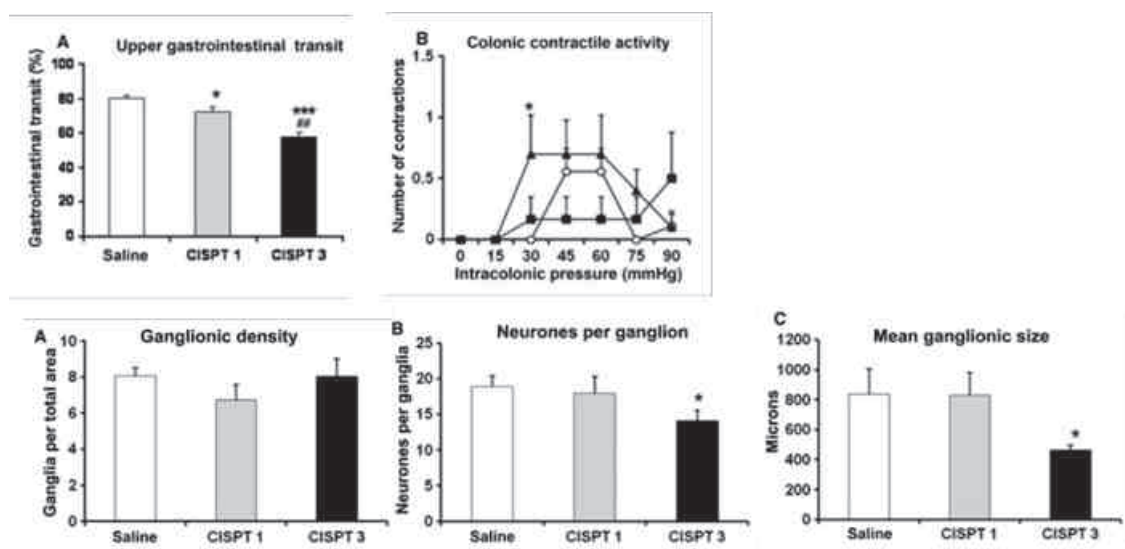 A
Upper gastrointestinal transit
Gastrointestinal transit (%)
100
80
60
40
20
0
*
***
##
Saline CISPT 1 CISPT 3
B
Colonic contractile activity
Number of contractions
1.5
1
0.5
0
*
0 15 30 45 60 75 90
Intracolonic pressure (mmHg)
A
Ganglionic density
Ganglia per total area
10
8
6
4
2
0
Saline CISPT 1 CISPT 3
B
Neurones per ganglion
Neurones per ganglia
25
20
15
10
5
0
*
Saline CISPT 1 CISPT 3
C
Mean ganglionic size
Microns
1200
1000
800
600
400
200
0
*
Saline CISPT 1 CISPT 3